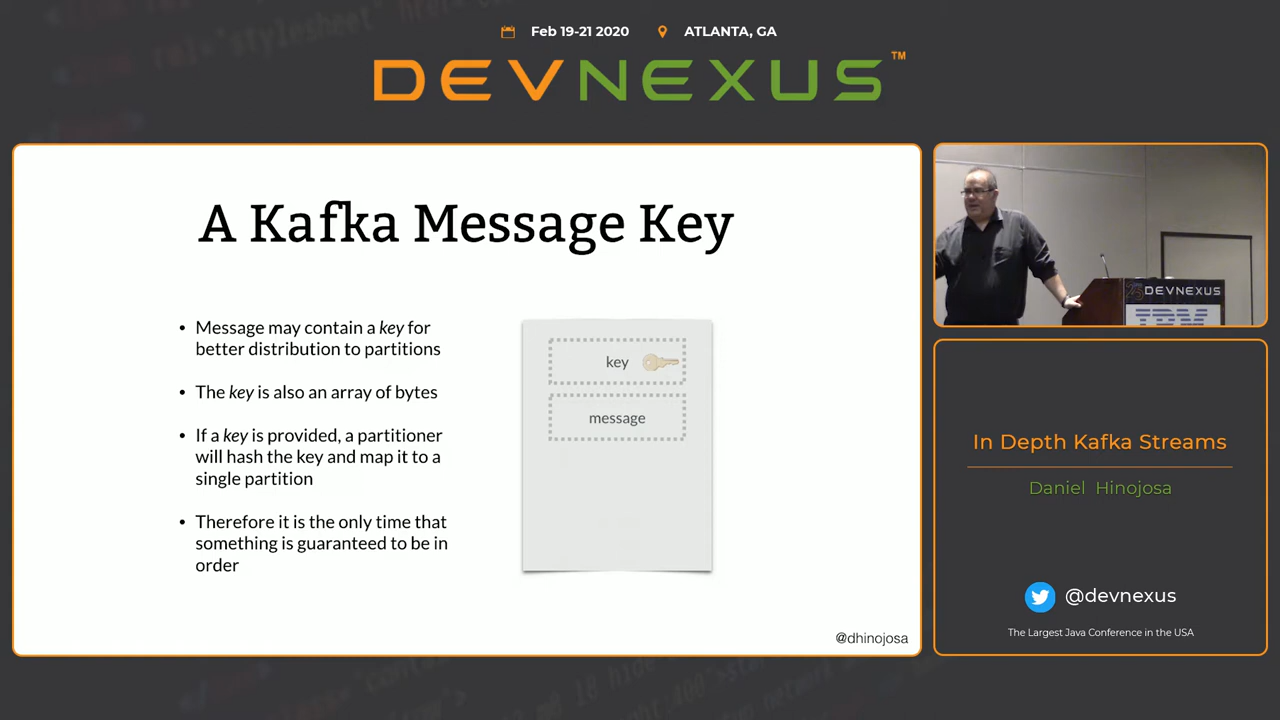 Feb 19-21 2020 ATLANTA, GA
DEVNEXUS™
A Kafka Message Key
• Message may contain a key for
better distribution to partitions
• The key is also an array of bytes
• If a key is provided, a partitioner
will hash the key and map it to a
single partition
• Therefore it is the only time that
something is guaranteed to be in
order
key
message
@dhinojosa
DEVNEXUS
IBM
In Depth Kafka Streams
Daniel Hinojosa
@devnexus
The Largest Java Conference in the USA